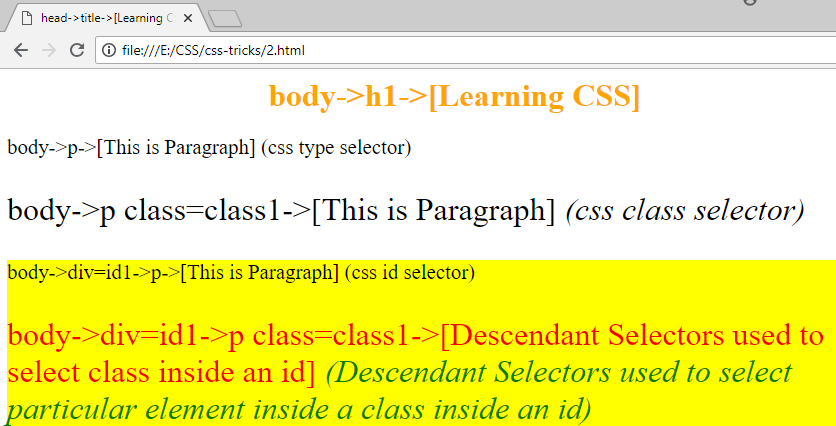 head->title->[Learning C
file:///E:/CSS/css-tricks/2.html
body->h1->[Learning CSS]
body->p->[This is Paragraph] (css type selector)
body->p class=class1->[This is Paragraph] (css class selector)
body->div=id1->p->[This is Paragraph] (css id selector)
body->div=id1->p class=class1->[Descendant Selectors used to
select class inside an id] (Descendant Selectors used to select
particular element inside a class inside an id)